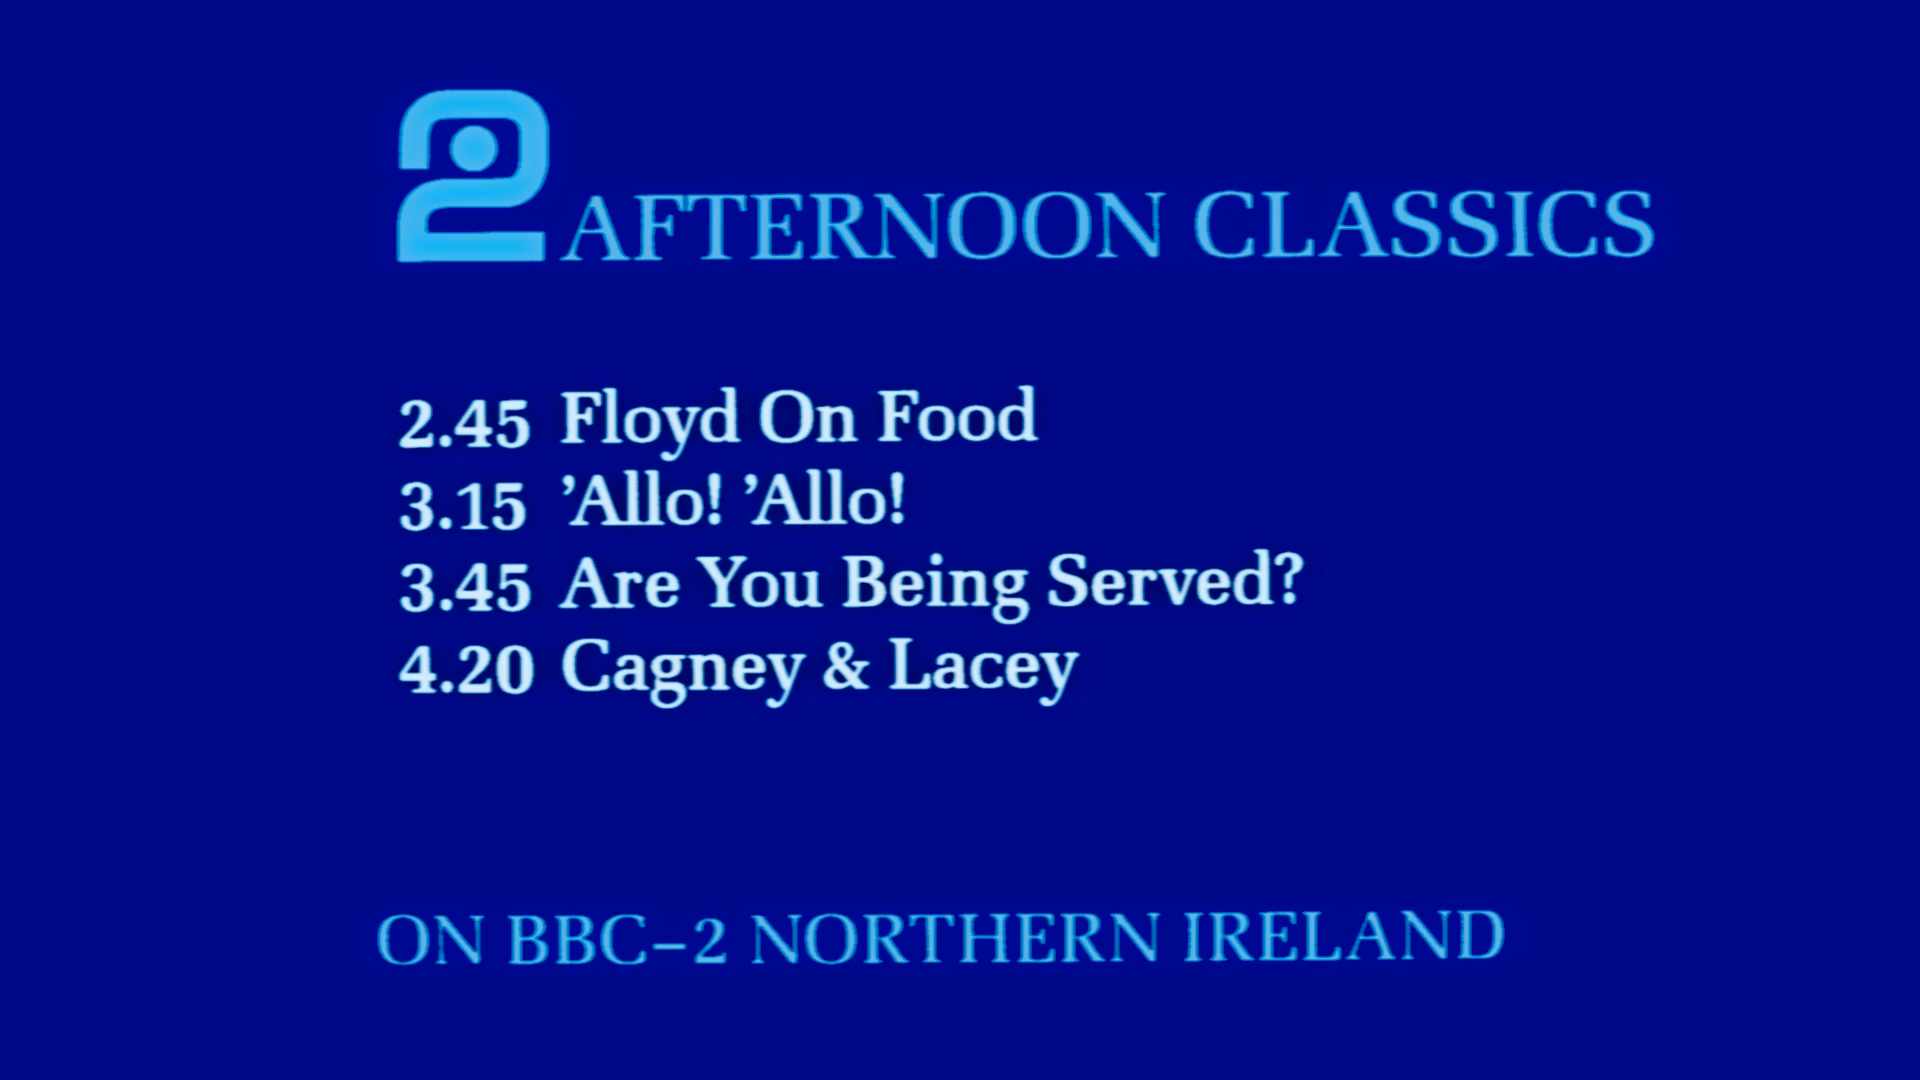 2 AFTERNOON CLASSICS
2.45 Floyd On Food
3.15 ’Allo! ’Allo!
3.45 Are You Being Served?
4.20 Cagney & Lacey
ON BBC–2 NORTHERN IRELAND